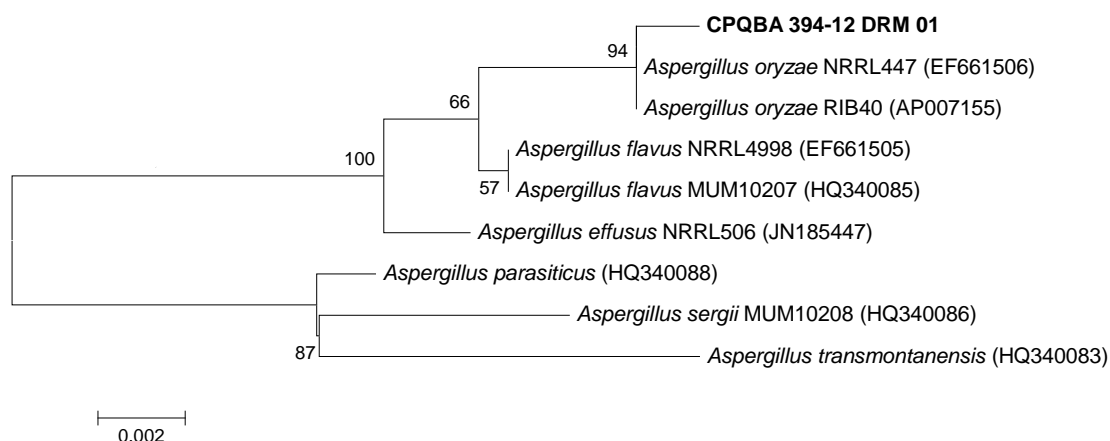 CPQBA 394-12 DRM 01
94
Aspergillus oryzae NRRL447 (EF661506)
66
Aspergillus oryzae RIB40 (AP007155)
Aspergillus flavus NRRL4998 (EF661505)
100
57
Aspergillus flavus MUM10207 (HQ340085)
Aspergillus effusus NRRL506 (JN185447)
Aspergillus parasiticus (HQ340088)
Aspergillus sergii MUM10208 (HQ340086)
87
Aspergillus transmontanensis (HQ340083)
0.002